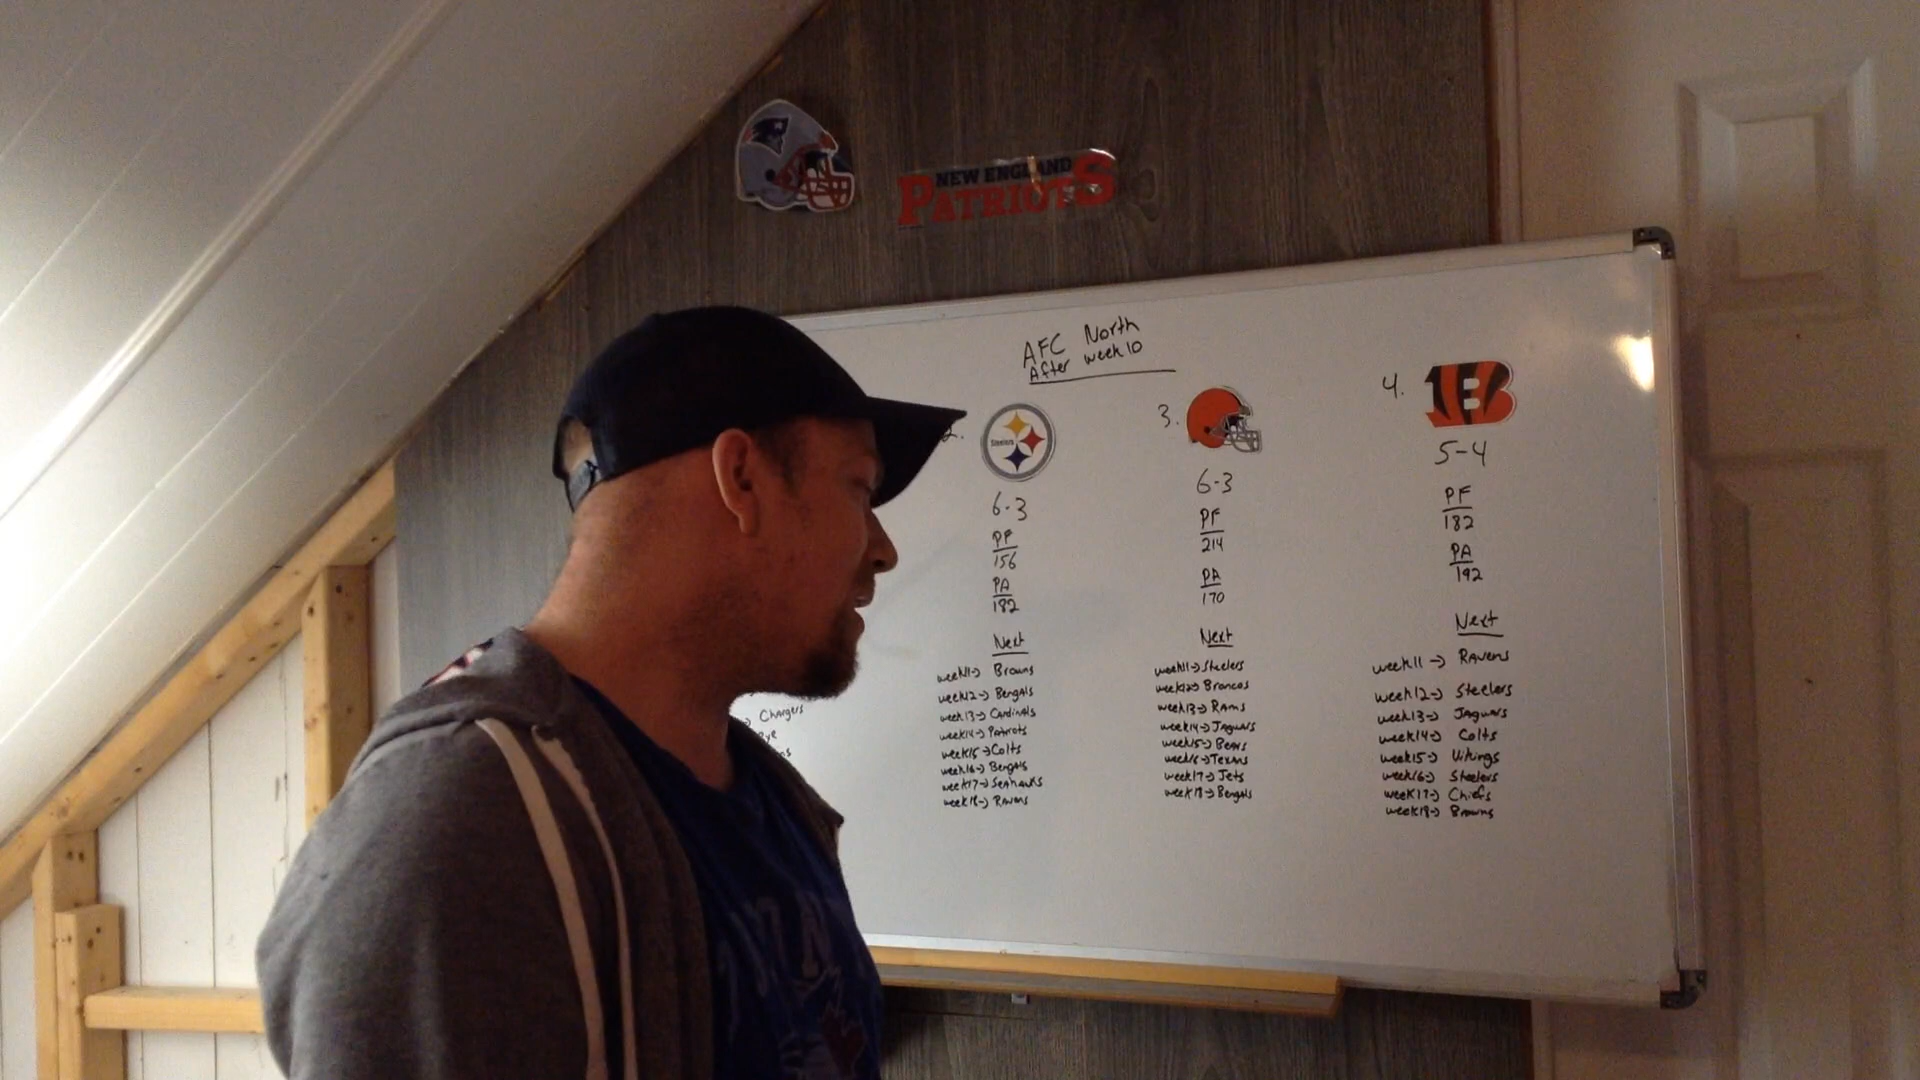 NEW ENGLAND
PATRIOTS
AFC North
After week 10
2.
Steelers
6-3
PF
156
PA
182
Next
week11→ Browns
week12→ Bengals
week13→ Cardinals
week14→ Patriots
week15→ Colts
week16→ Bengals
week17→ Seahawks
week18→ Ravens
3.
6-3
PF
214
PA
170
Next
week11→ Steelers
week12→ Broncos
week13→ Rams
week14→ Jaguars
week15→ Bears
week16→ Texans
week17→ Jets
week18→ Bengals
4.
B
5-4
PF
182
PA
192
Next
week11→ Ravens
week12→ Steelers
week13→ Jaguars
week14→ Colts
week15→ Vikings
week16→ Steelers
week17→ Chiefs
week18→ Browns
→ Chargers
Bye